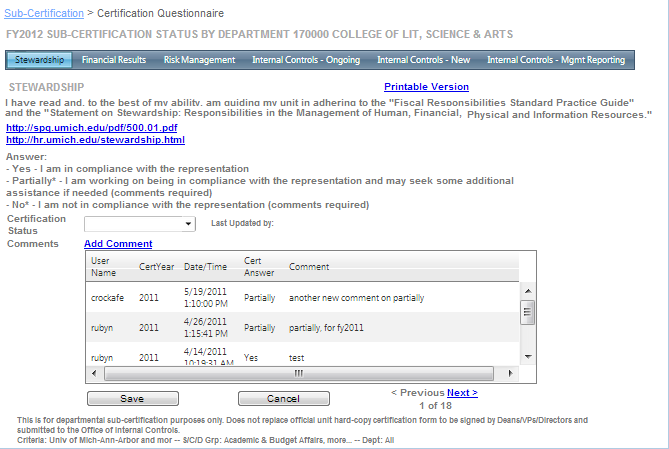 Sub-Certification > Certification Questionnaire
FY2012 SUB-CERTIFICATION STATUS BY DEPARTMENT 170000 COLLEGE OF LIT, SCIENCE & ARTS
Stewardship Financial Results Risk Management Internal Controls - Ongoing Internal Controls - New Internal Controls - Mgmt Reporting
STEWARDSHIP Printable Version
I have read and, to the best of my ability, am guiding my unit in adhering to the "Fiscal Responsibilities Standard Practice Guide"
and the "Statement on Stewardship: Responsibilities in the Management of Human, Financial, Physical and Information Resources."
http://spg.umich.edu/pdf/500.01.pdf
http://hr.umich.edu/stewardship.html
Answer:
- Yes - I am in compliance with the representation
- Partially* - I am working on being in compliance with the representation and may seek some additional
assistance if needed (comments required)
- No* - I am not in compliance with the representation (comments required)
Certification
Status Last Updated by:
Comments Add Comment
User
Name CertYear Date/Time Cert
Answer Comment
crockafe 2011 5/19/2011
1:10:00 PM Partially another new comment on partially
rubyn 2011 4/26/2011
1:15:41 PM Partially partially, for fy2011
rubyn 2011 4/14/2011
10:19:31 AM Yes test
Save Cancel < Previous Next >
1 of 18
This is for departmental sub-certification purposes only. Does not replace official unit hard-copy certification form to be signed by Deans/VPs/Directors and
submitted to the Office of Internal Controls.
Criteria: Univ of Mich-Ann-Arbor and mor -- S/C/D Grp: Academic & Budget Affairs, more... -- Dept: All